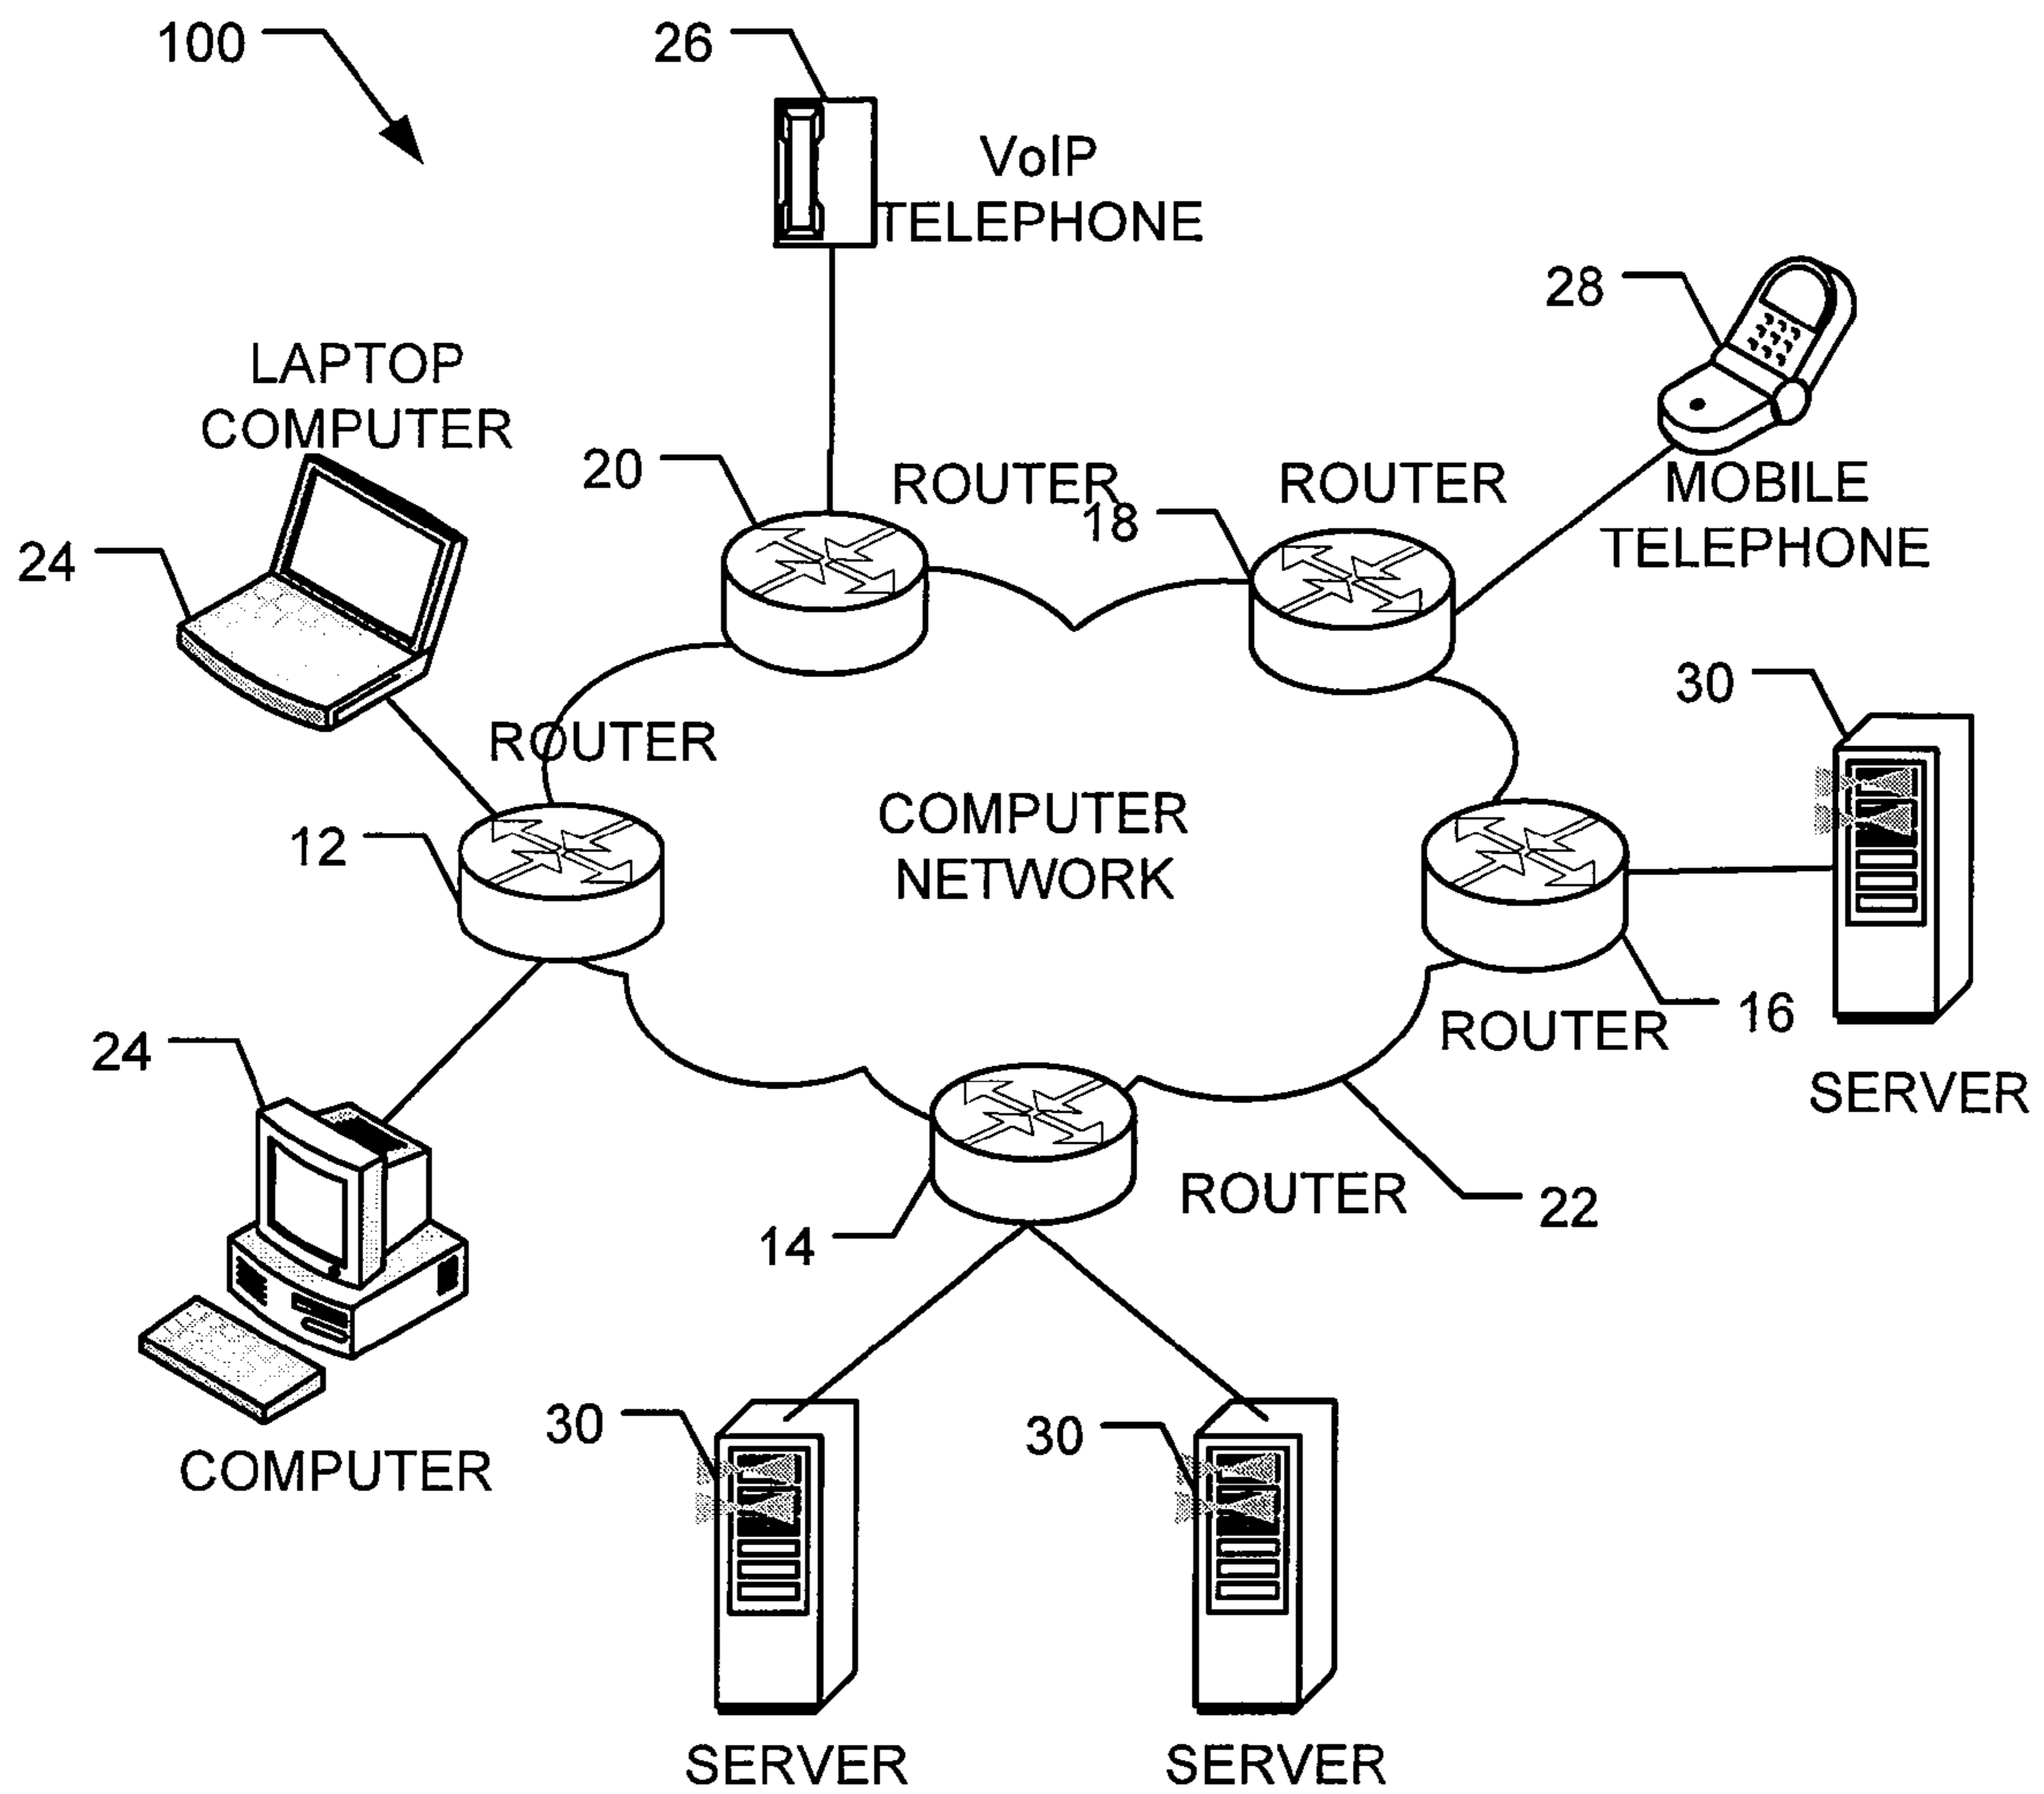 100
26
VoIP
TELEPHONE
28
LAPTOP
COMPUTER
20
ROUTER
18
ROUTER
MOBILE
TELEPHONE
24
30
ROUTER
12
COMPUTER
NETWORK
16
ROUTER
24
SERVER
ROUTER
22
14
COMPUTER
30
30
SERVER
SERVER